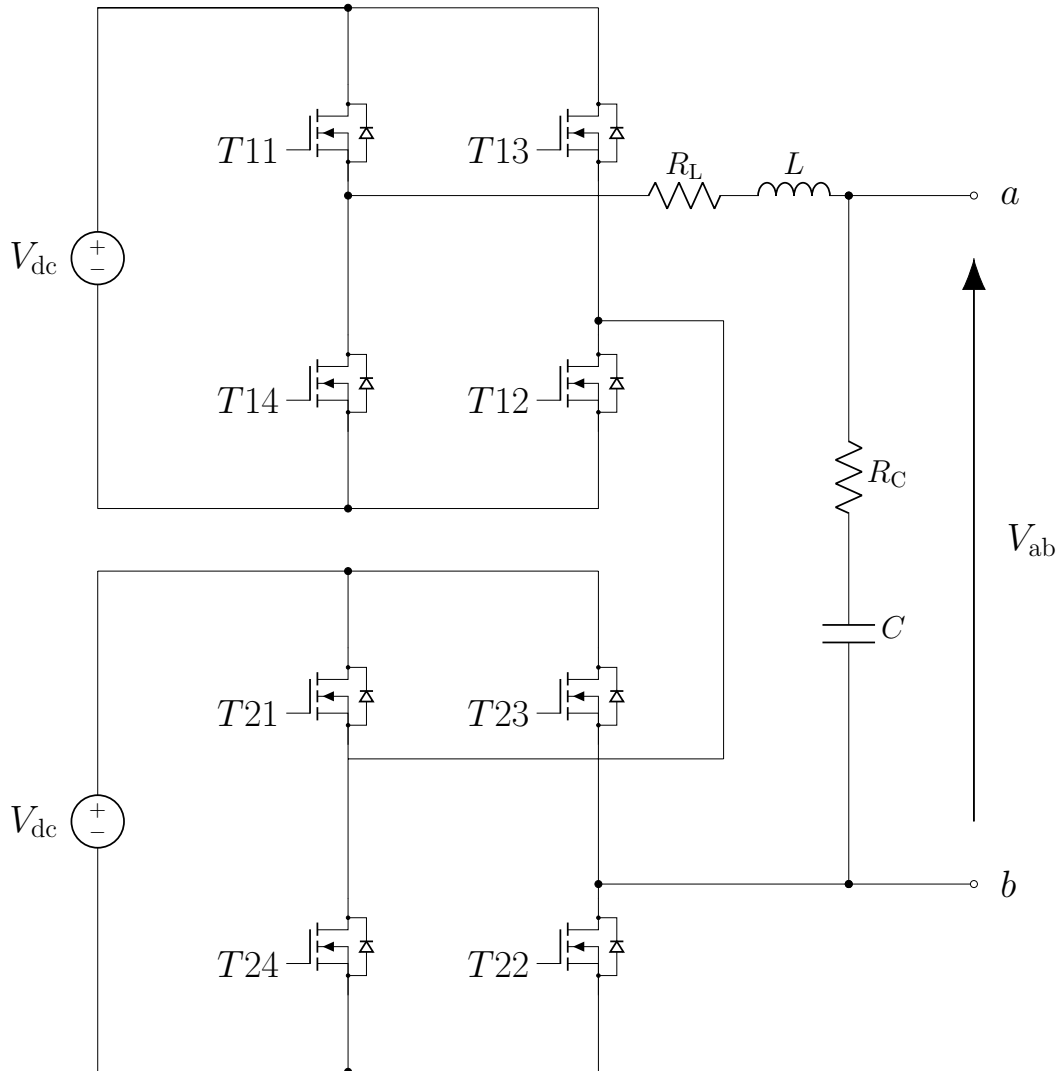 T11
T13
R_L
L
a
V_dc
+
−
T14
T12
R_C
V_ab
C
T21
T23
V_dc
+
−
b
T24
T22